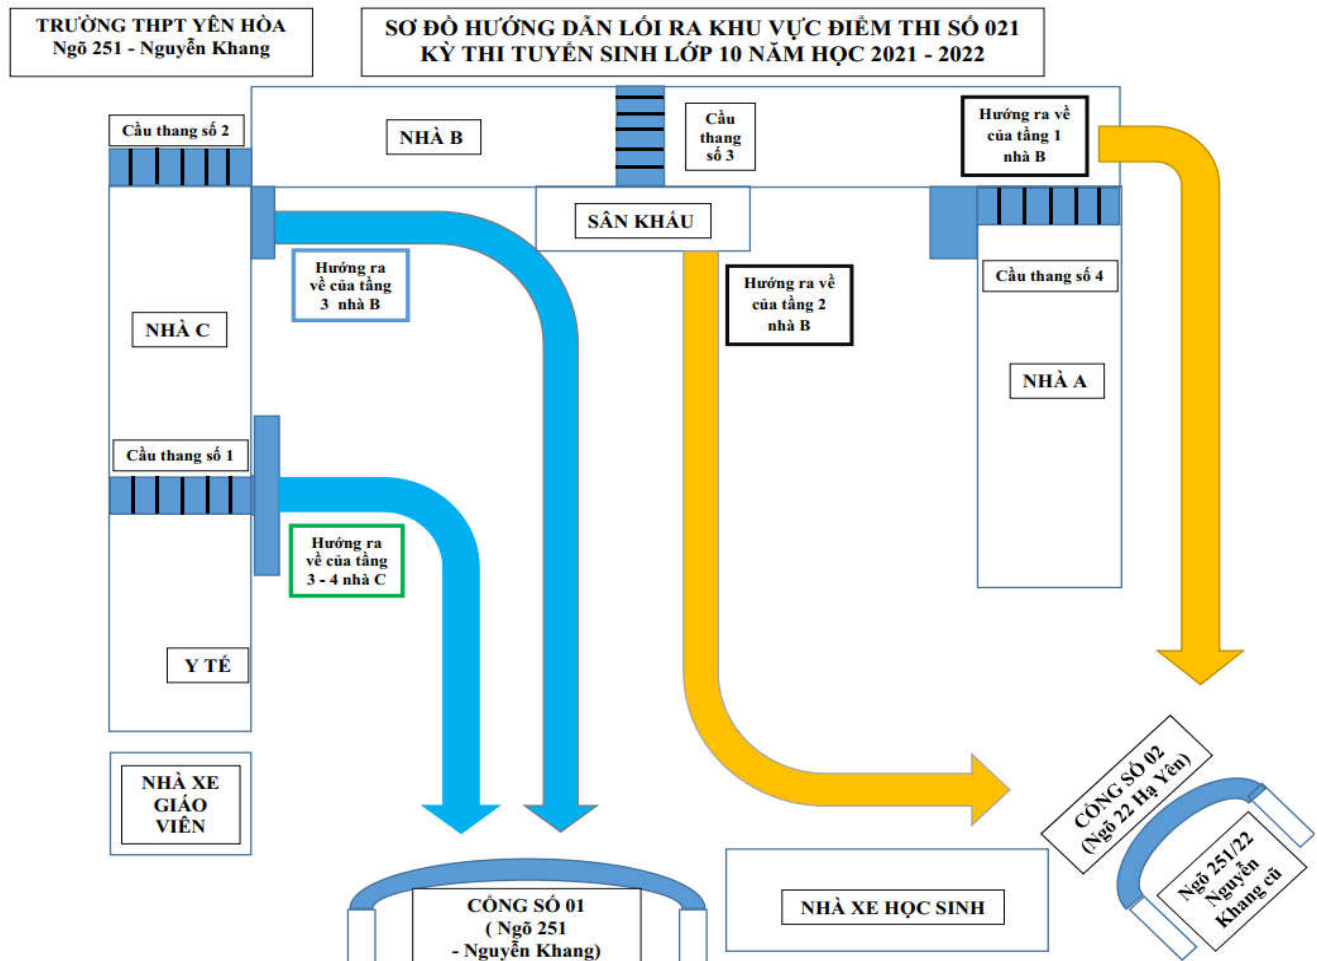 TRƯỜNG THPT YÊN HÒA
Ngõ 251 - Nguyễn Khang
SƠ ĐỒ HƯỚNG DẪN LỐI RA KHU VỰC ĐIỂM THI SỐ 021
KỲ THI TUYỂN SINH LỚP 10 NĂM HỌC 2021 - 2022
Cầu thang số 2
NHÀ B
Cầu
thang
số 3
Hướng ra về
của tầng 1
nhà B
SÂN KHẤU
Hướng ra
về của tầng
3 nhà B
Hướng ra về
của tầng 2
nhà B
Cầu thang số 4
NHÀ C
NHÀ A
Cầu thang số 1
Hướng ra
về của tầng
3 - 4 nhà C
Y TẾ
NHÀ XE
GIÁO
VIÊN
CỔNG SỐ 02
(Ngõ 22 Hạ Yên)
Ngõ 251/22
Nguyễn
Khang cũ
CỔNG SỐ 01
( Ngõ 251
- Nguyễn Khang)
NHÀ XE HỌC SINH